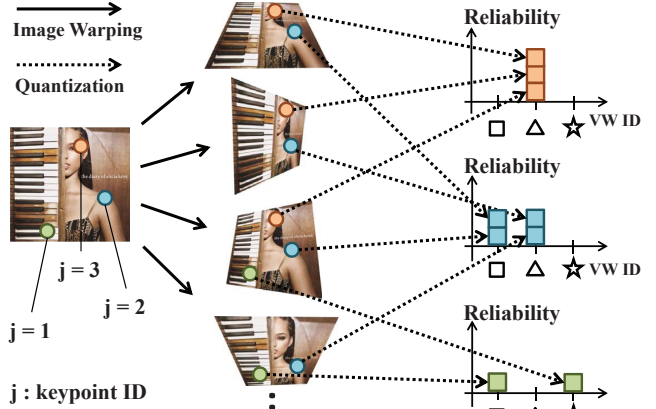 Image Warping
Quantization
j = 3
j = 2
j = 1
j : keypoint ID
Reliability
VW ID
Reliability
VW ID
Reliability